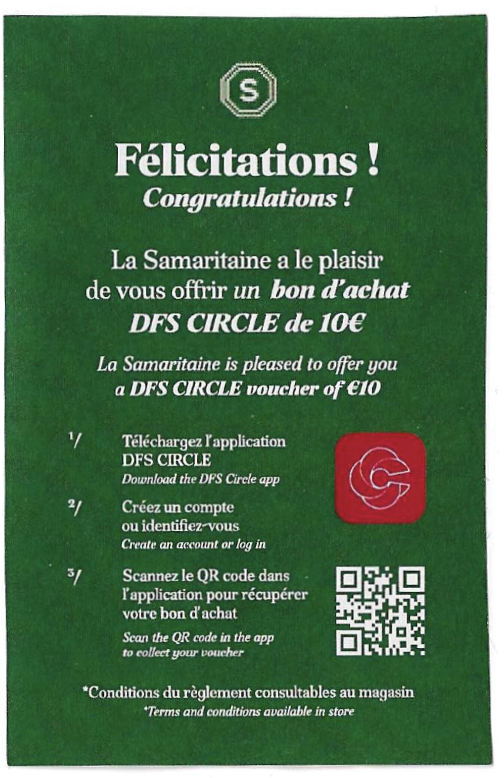 S
Félicitations !
Congratulations !
La Samaritaine a le plaisir
de vous offrir un bon d'achat
DFS CIRCLE de 10€
La Samaritaine is pleased to offer you
a DFS CIRCLE voucher of €10
1/ Téléchargez l'application
DFS CIRCLE
Download the DFS Circle app
2/ Créez un compte
ou identifiez-vous
Create an account or log in
3/ Scannez le QR code dans
l'application pour récupérer
votre bon d'achat
Scan the QR code in the app
to collect your voucher
*Conditions du règlement consultables au magasin
*Terms and conditions available in store